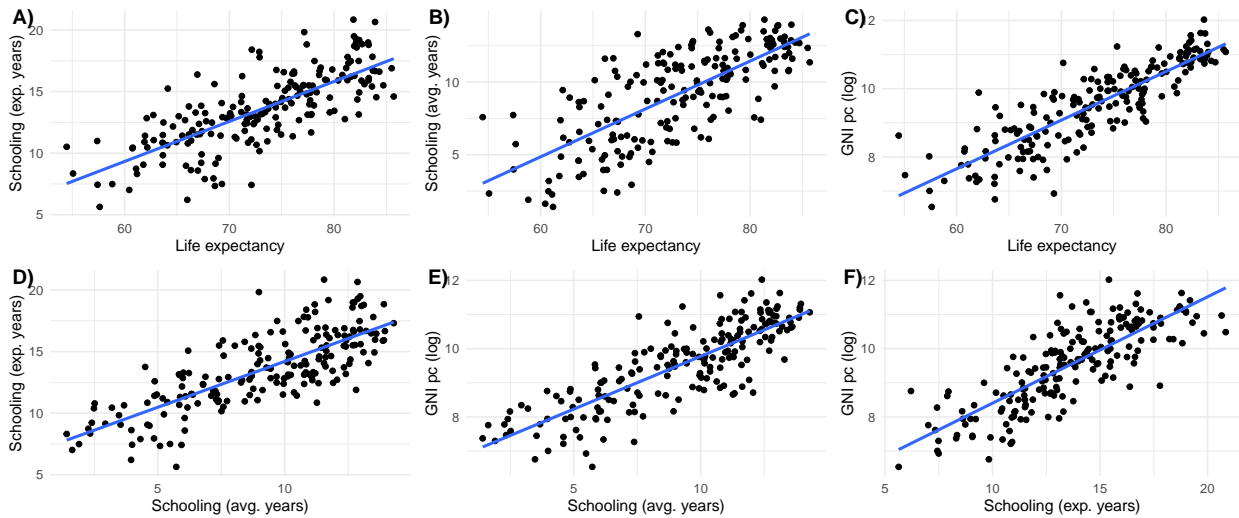 A)
Schooling (exp. years)
20
15
10
5
60 70 80
Life expectancy
B)
Schooling (avg. years)
10
5
60 70 80
Life expectancy
C)
GNI pc (log)
12
10
8
60 70 80
Life expectancy
D)
Schooling (exp. years)
20
15
10
5
5 10
Schooling (avg. years)
E)
GNI pc (log)
12
10
8
5 10
Schooling (avg. years)
F)
GNI pc (log)
12
10
8
5 10 15 20
Schooling (exp. years)